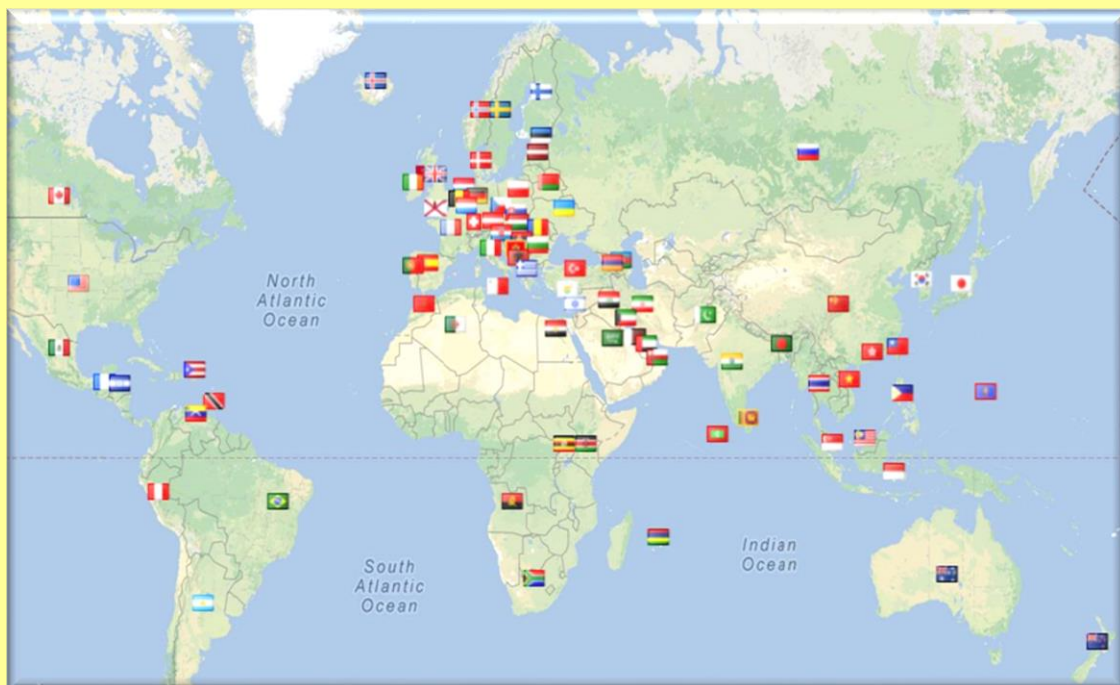 North
Atlantic
Ocean
South
Atlantic
Ocean
Indian
Ocean